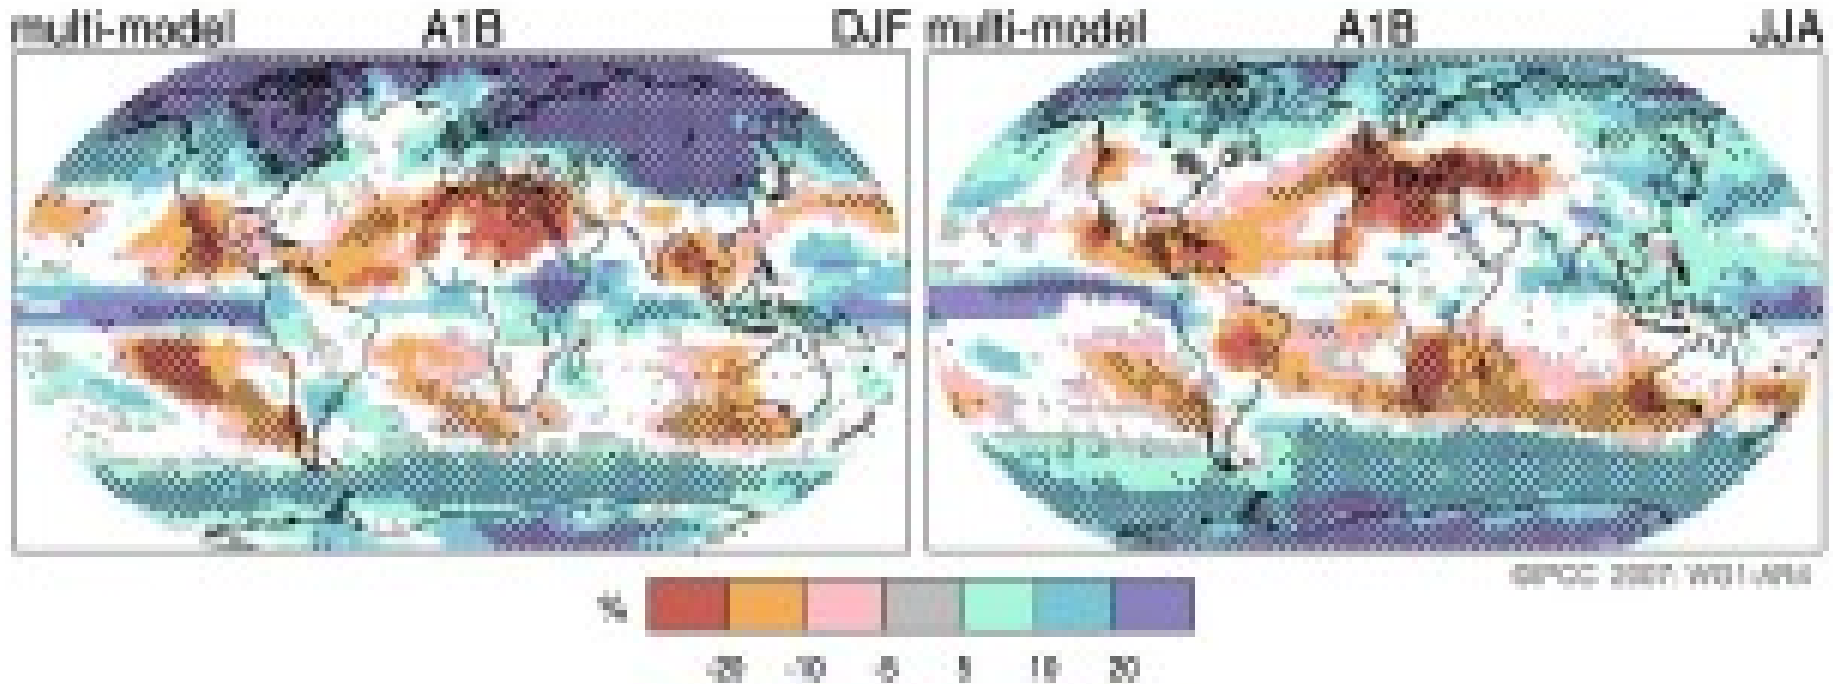 multi-model A1B DJF
multi-model A1B JJA
©IPCC 2007: WG1-AR4
%
-20 -10 -5 5 10 20